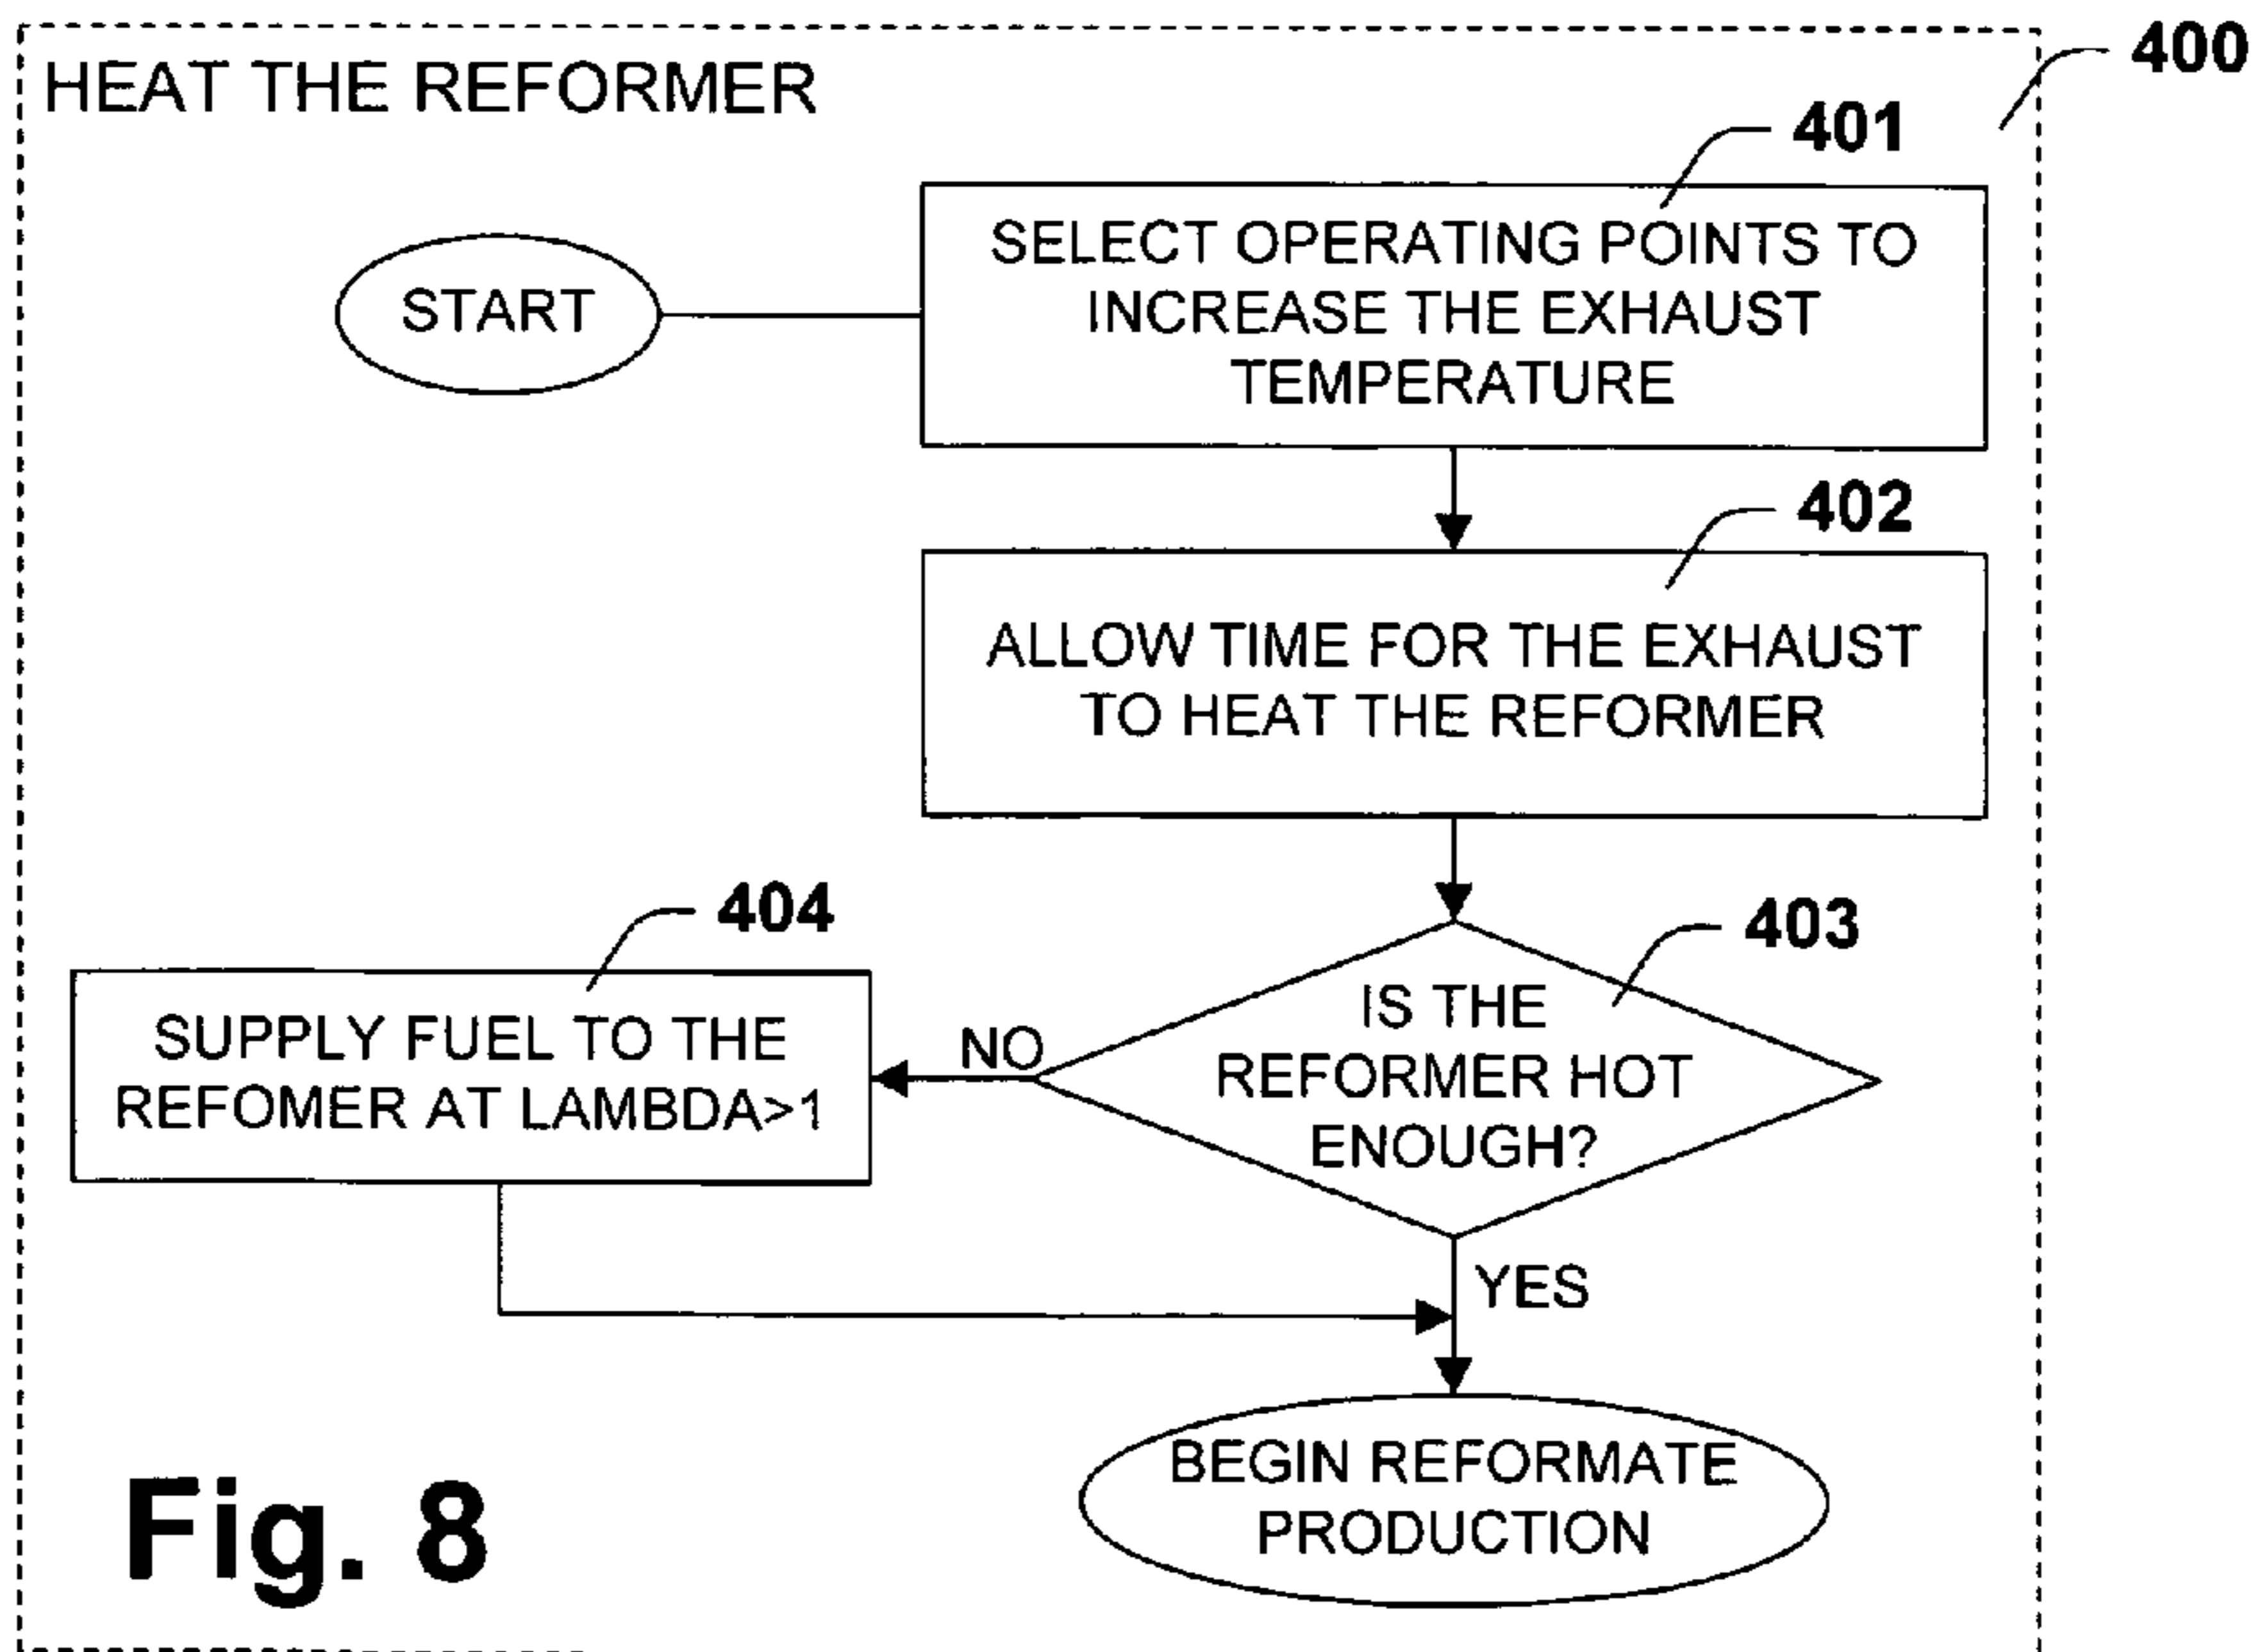 HEAT THE REFORMER
400
401
START
SELECT OPERATING POINTS TO
INCREASE THE EXHAUST
TEMPERATURE
402
ALLOW TIME FOR THE EXHAUST
TO HEAT THE REFORMER
404
403
SUPPLY FUEL TO THE
REFOMER AT LAMBDA>1
NO
IS THE
REFORMER HOT
ENOUGH?
YES
BEGIN REFORMATE
PRODUCTION
Fig. 8